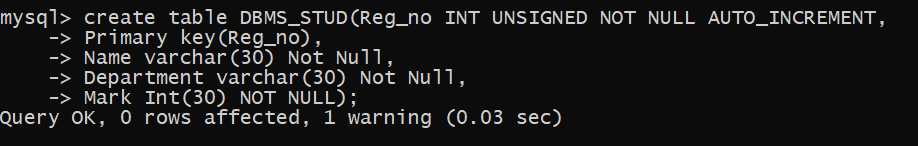 mysql> create table DBMS_STUD(Reg_no INT UNSIGNED NOT NULL AUTO_INCREMENT,
    -> Primary key(Reg_no),
    -> Name varchar(30) Not Null,
    -> Department varchar(30) Not Null,
    -> Mark Int(30) NOT NULL);
Query OK, 0 rows affected, 1 warning (0.03 sec)